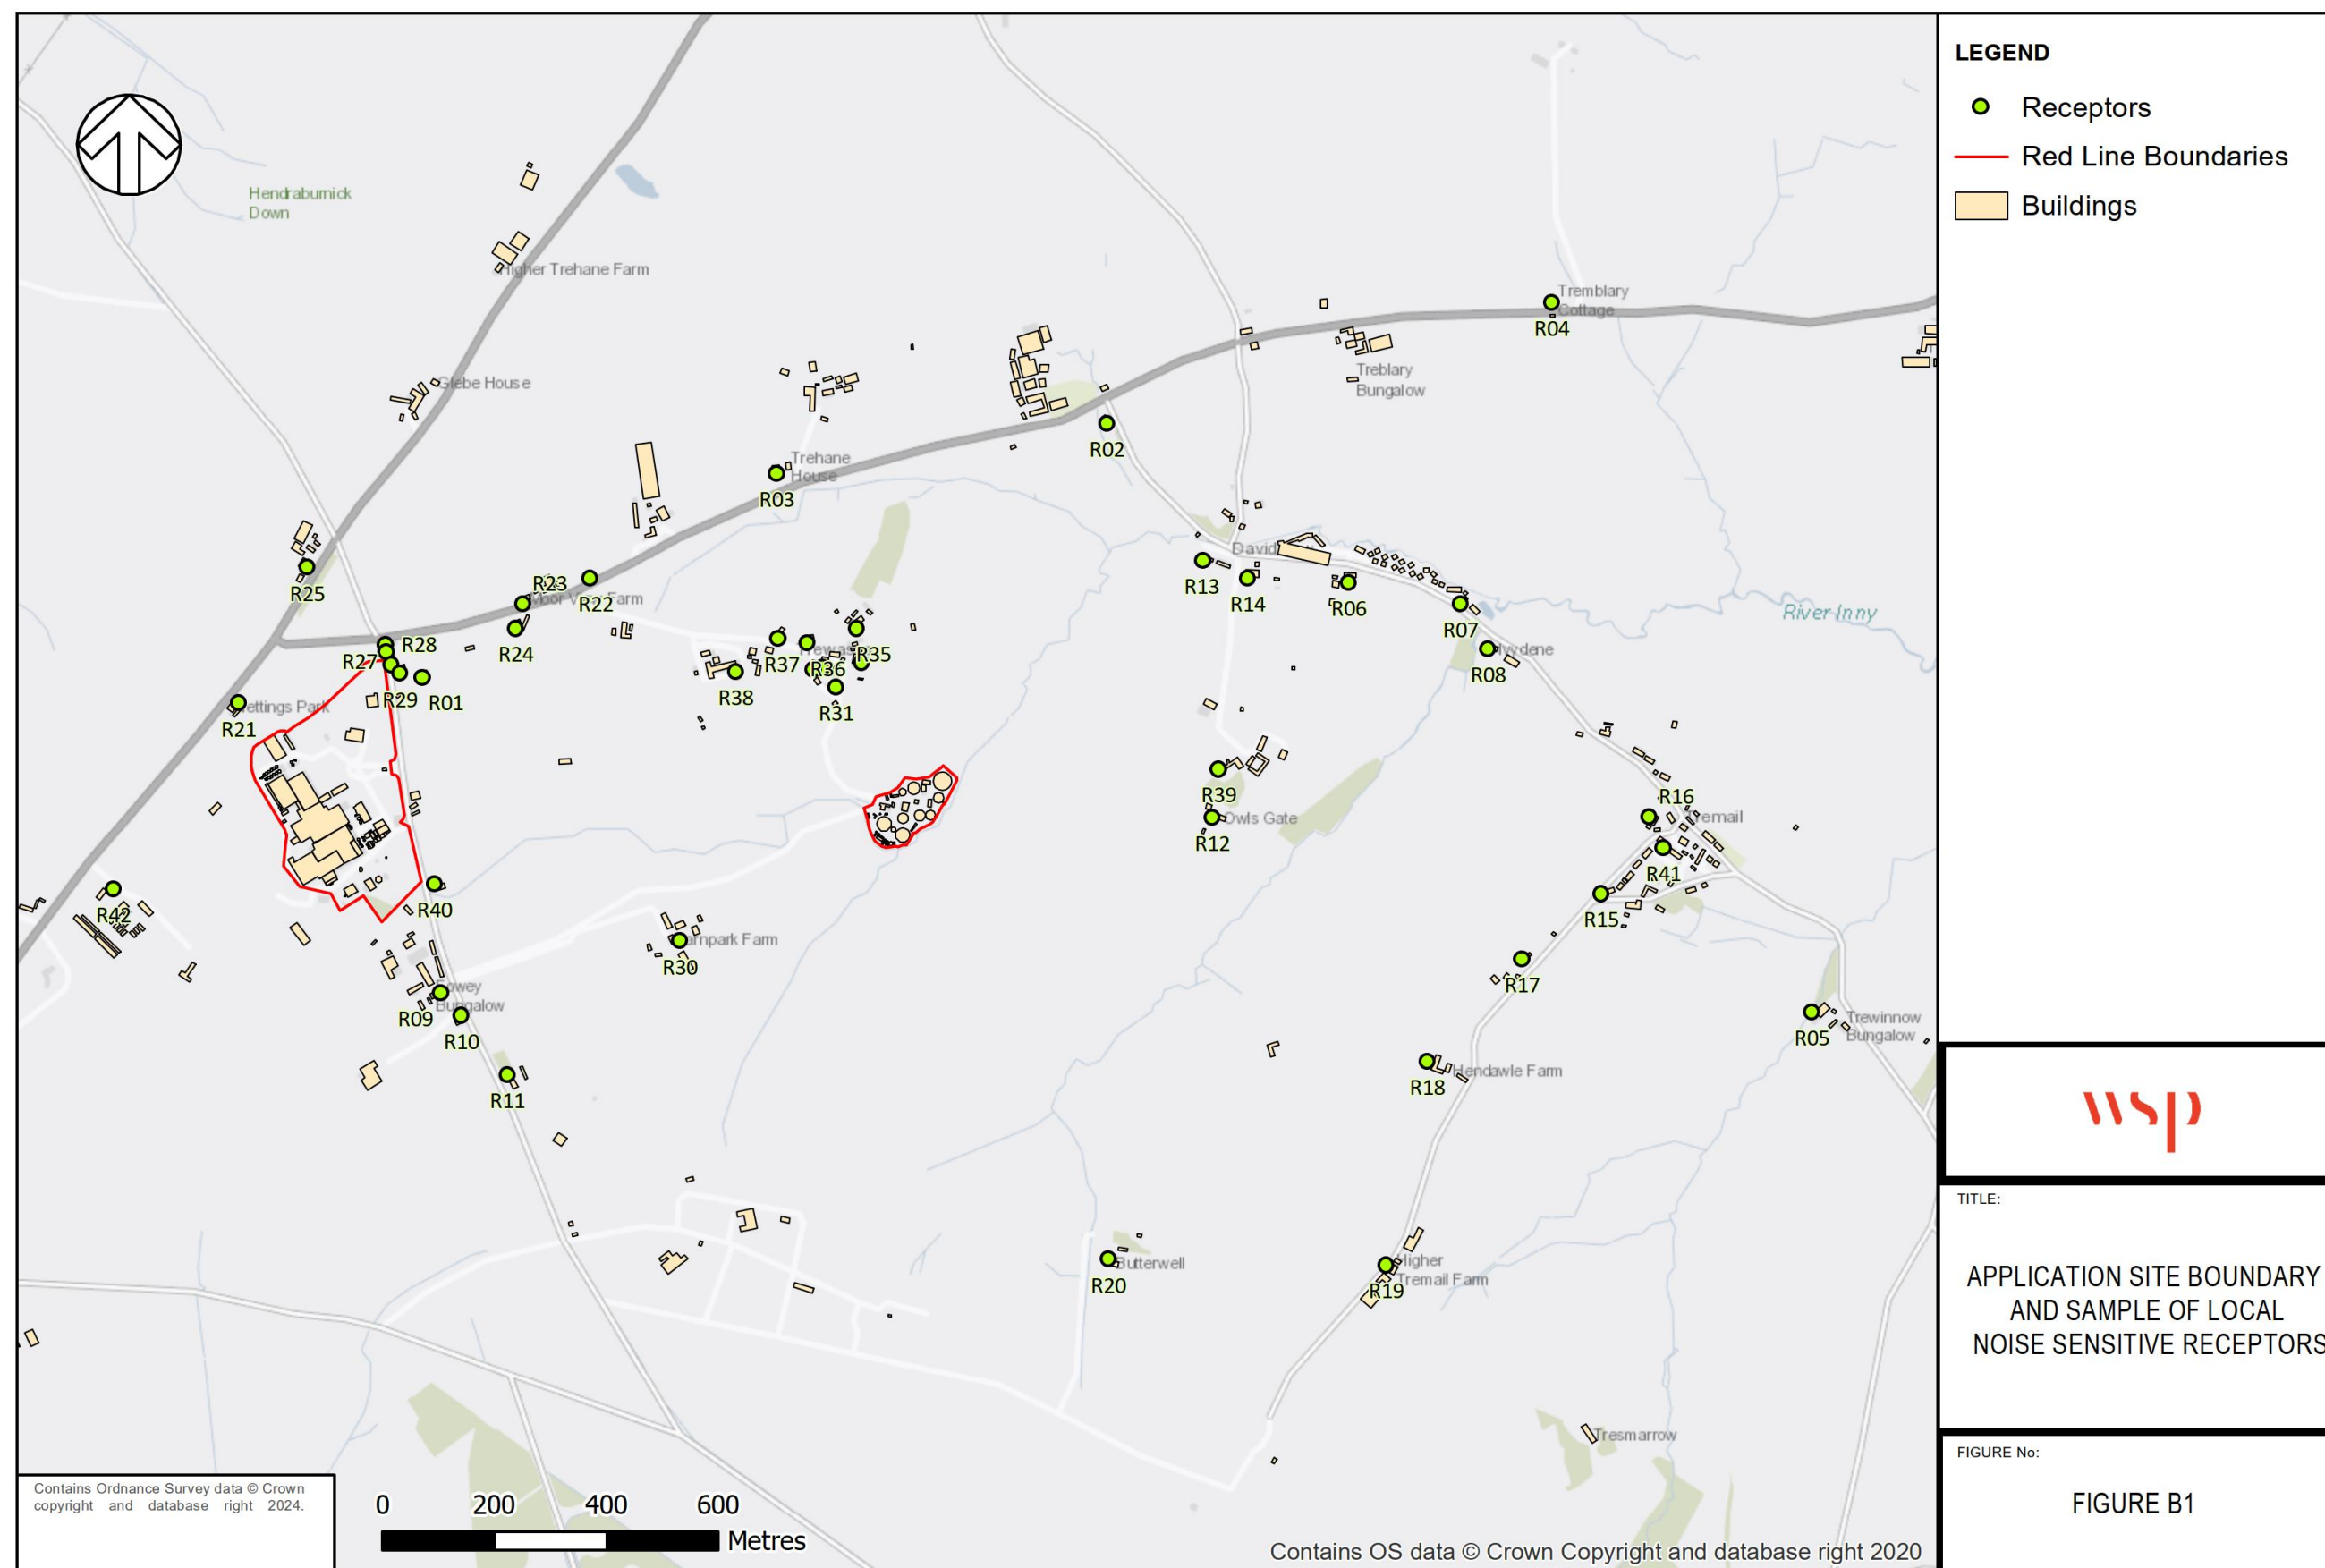 Hendraburnick
Down
Higher Trehane Farm
Glebe House
Tremblary
Cottage
R04
Treblary
Bungalow
R02
Trehane
House
R03
R25
R23
R22
R24
R13
R14
R06
R07
River Inny
R28
R27
R29
R01
R21
R37
R36
R35
R38
R31
R08
R39
Owls Gate
R12
R16
Tremail
R41
R15
R42
R40
R30
R17
R09
Bungalow
R10
R11
R05
Trewinnow
Bungalow
R18
Hendawle Farm
R20
Butterwell
R19
Higher
Tremail Farm
Tresmarrow
Contains Ordnance Survey data © Crown
copyright and database right 2024.
0 200 400 600
Metres
Contains OS data © Crown Copyright and database right 2020
LEGEND
Receptors
Red Line Boundaries
Buildings
wsp
TITLE:
APPLICATION SITE BOUNDARY
AND SAMPLE OF LOCAL
NOISE SENSITIVE RECEPTORS
FIGURE No:
FIGURE B1